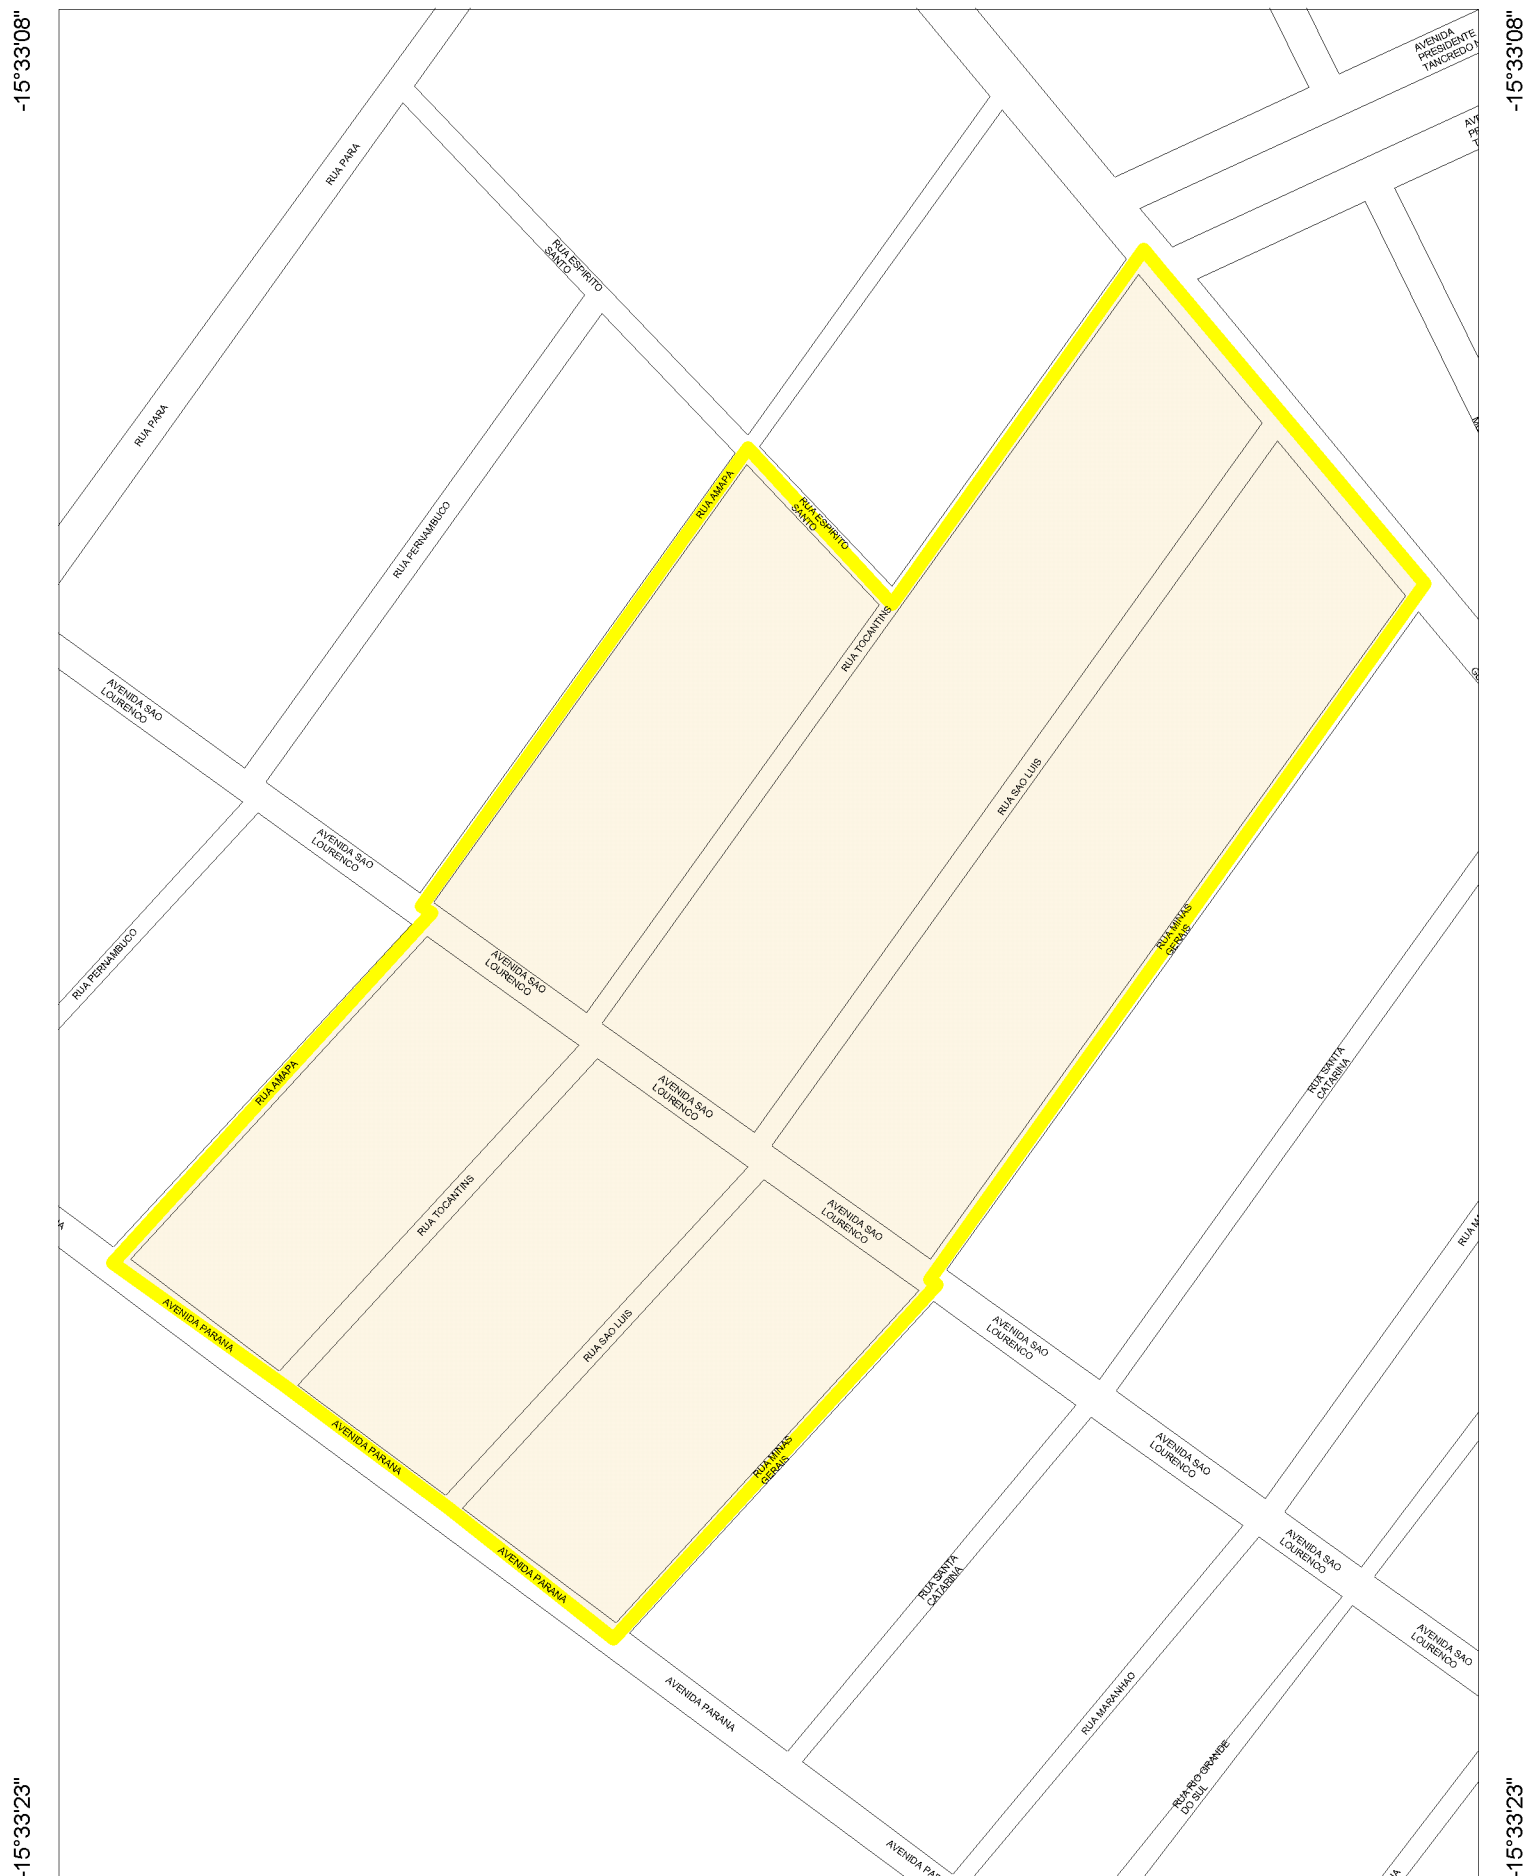 -15°33'08"
-15°33'08"
AVENIDA
PRESIDENTE
TANCREDO
RUA PARA
RUA ESPIRITO
SANTO
RUA PARA
RUA AMAPA
RUA ESPIRITO
SANTO
RUA PERNAMBUCO
RUA TOCANTINS
AVENIDA SAO
LOURENCO
RUA SAO LUIS
AVENIDA SAO
LOURENCO
RUA MINAS
GERAIS
RUA PERNAMBUCO
AVENIDA SAO
LOURENCO
RUA AMAPA
AVENIDA SAO
LOURENCO
RUA SANTA
CATARINA
RUA TOCANTINS
AVENIDA SAO
LOURENCO
RUA
AVENIDA PARANA
RUA SAO LUIS
AVENIDA SAO
LOURENCO
AVENIDA PARANA
RUA MINAS
GERAIS
AVENIDA SAO
LOURENCO
AVENIDA PARANA
RUA SANTA
CATARINA
AVENIDA SAO
LOURENCO
AVENIDA SAO
LOURENCO
AVENIDA PARANA
RUA MARANHAO
RUA RIO GRANDE
DO SUL
AVENIDA
-15°33'23"
-15°33'23"